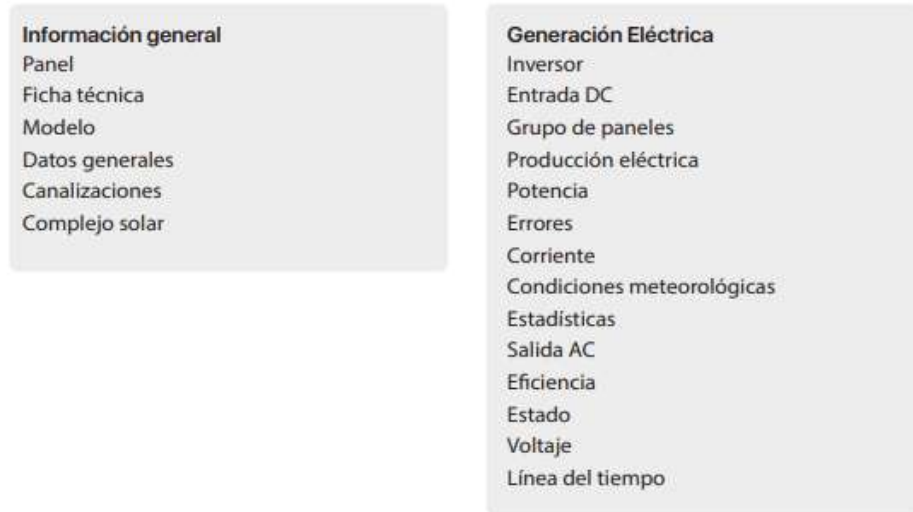 Información general
Panel
Ficha técnica
Modelo
Datos generales
Canalizaciones
Complejo solar
Generación Eléctrica
Inversor
Entrada DC
Grupo de paneles
Producción eléctrica
Potencia
Errores
Corriente
Condiciones meteorológicas
Estadísticas
Salida AC
Eficiencia
Estado
Voltaje
Línea del tiempo